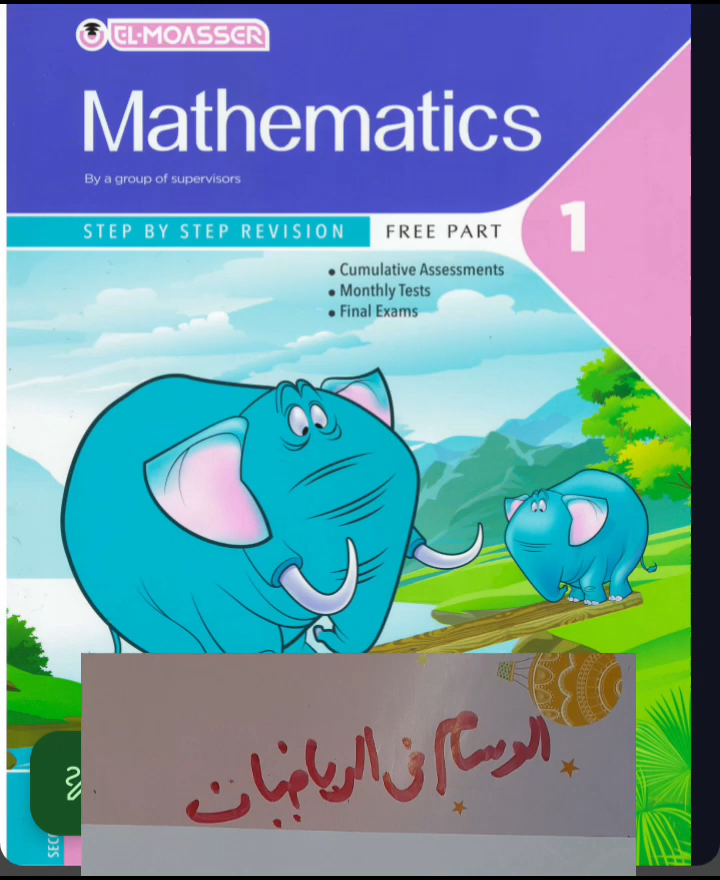 EL-MOASSER
Mathematics
By a group of supervisors
STEP BY STEP REVISION
FREE PART
1
• Cumulative Assessments
• Monthly Tests
• Final Exams
الوسام في الرياضيات